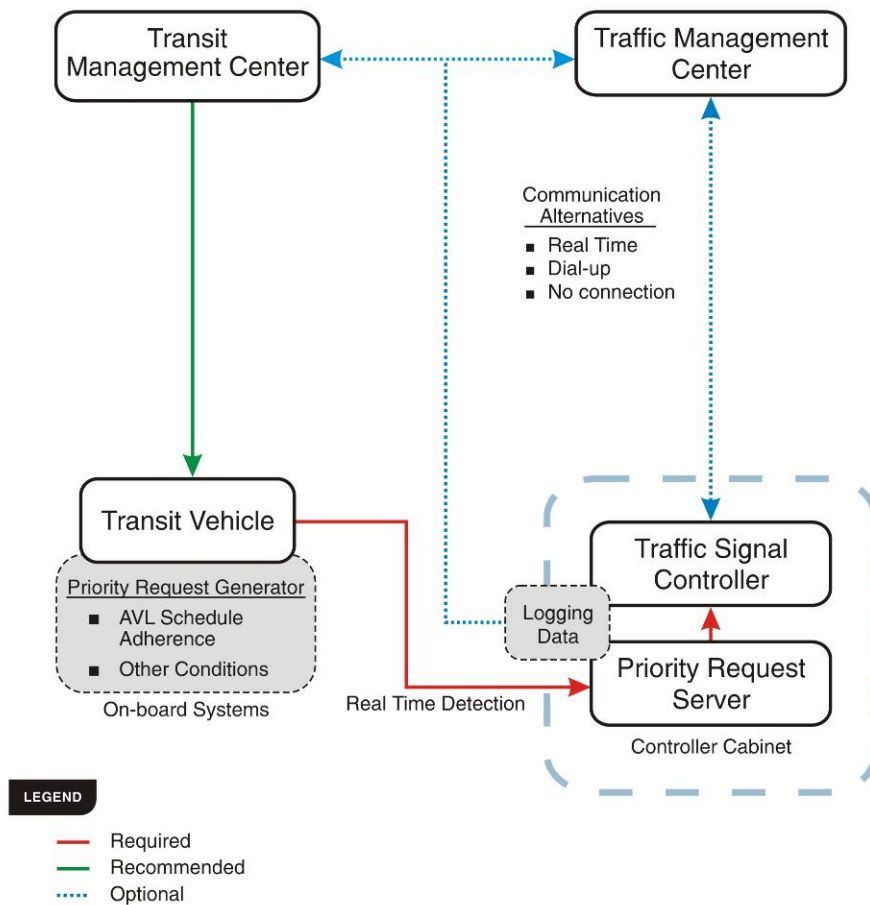 Transit
Management Center
Traffic Management
Center
Communication
Alternatives
■ Real Time
■ Dial-up
■ No connection
Transit Vehicle
Priority Request Generator
■ AVL Schedule
Adherence
■ Other Conditions
On-board Systems
Real Time Detection
Traffic Signal
Controller
Logging
Data
Priority Request
Server
Controller Cabinet
LEGEND
Required
Recommended
Optional